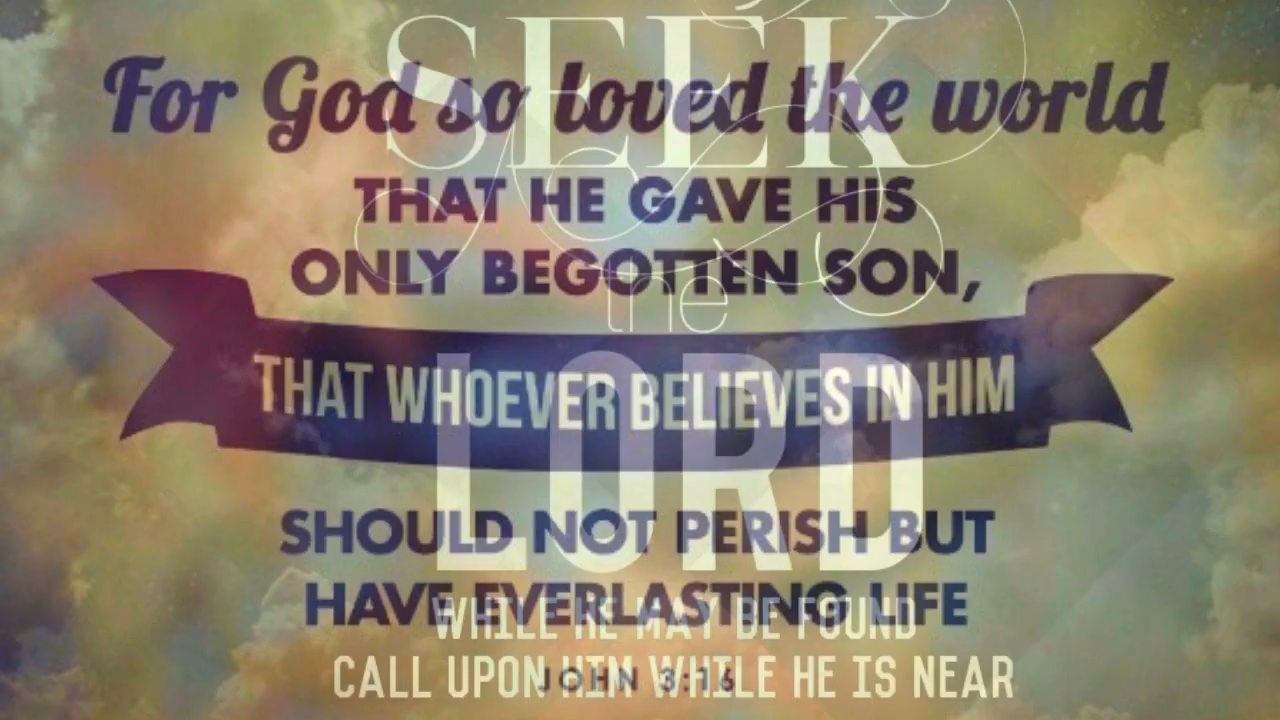 For God so loved the world
THAT HE GAVE HIS
ONLY BEGOTTEN SON,
THAT WHOEVER BELIEVES IN HIM
SHOULD NOT PERISH BUT
HAVE EVERLASTING LIFE
JOHN 3:16
SEEK
the
LORD
WHILE HE MAY BE FOUND
CALL UPON HIM WHILE HE IS NEAR